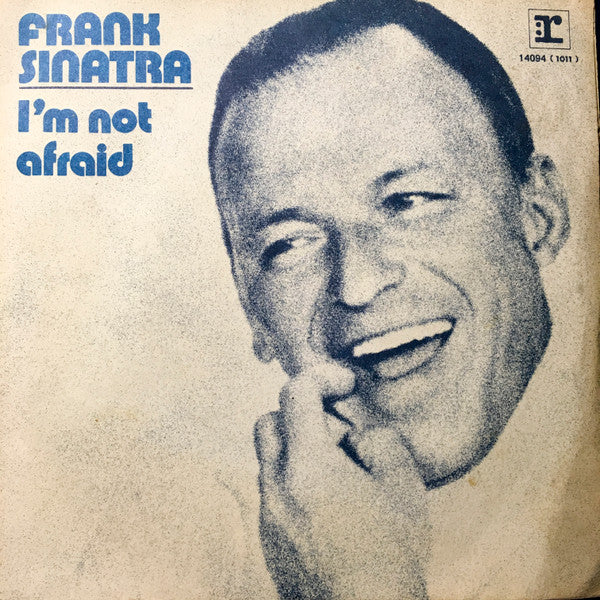 FRANK
SINATRA
I'm not
afraid
r
14094 (1011)